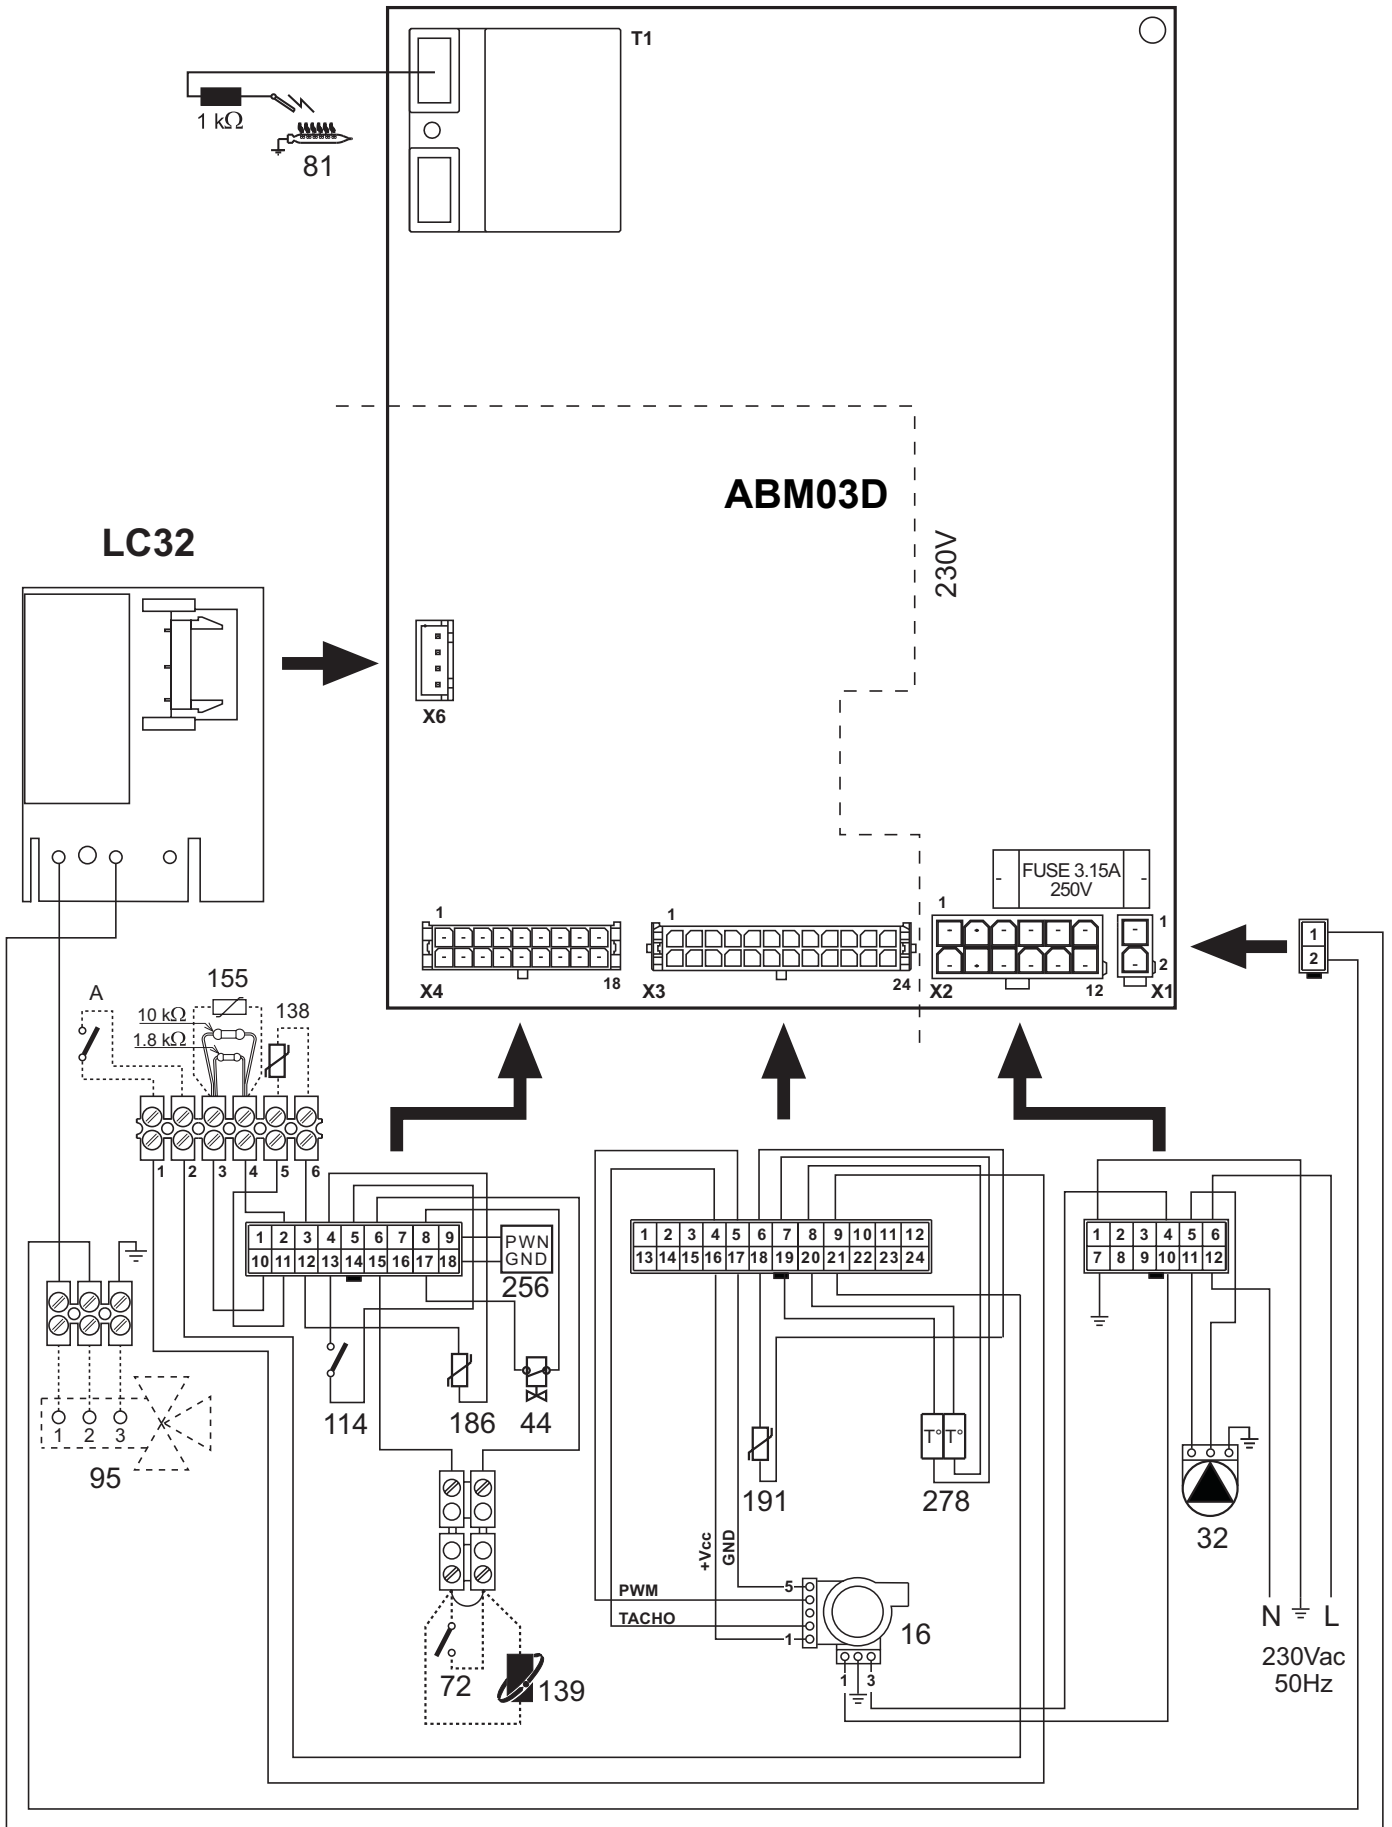 T1
1 kΩ
81
ABM03D
230V
LC32
X6
FUSE 3.15A
250V
1
1
1
1
2
18
24
12
X4
X3
X2
X1
1
2
155
A
10 kΩ
138
1.8 kΩ
1 2 3 4 5 6
1 2 3 4 5 6 7 8 9
10 11 12 13 14 15 16 17 18
PWN
GND
256
1 2 3 4 5 6 7 8 9 10 11 12
13 14 15 16 17 18 19 20 21 22 23 24
1 2 3 4 5 6
7 8 9 10 11 12
114
186
44
1 2 3
95
T° T°
191
278
32
+Vcc
GND
PWM
TACHO
5
1
16
1 3
72
139
N L
230Vac
50Hz